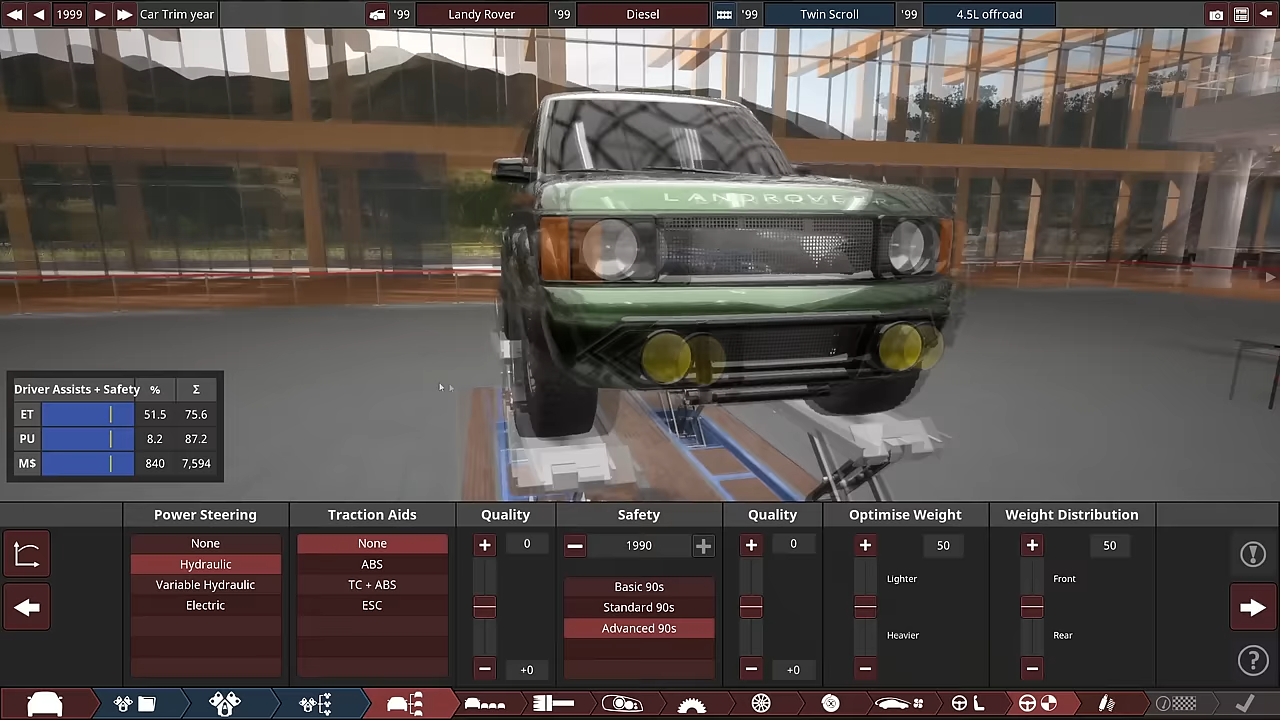 1999 Car Trim year '99 Landy Rover '99 Diesel '99 Twin Scroll '99 4.5L offroad
LANDROVER
Driver Assists + Safety % Σ
ET 51.5 75.6
PU 8.2 87.2
M$ 840 7,594
Power Steering Traction Aids Quality Safety Quality Optimise Weight Weight Distribution
None None + 0 − 1990 + + 0 + 50 + 50
Hydraulic ABS Basic 90s Lighter Front
Variable Hydraulic TC + ABS Standard 90s
Electric ESC Advanced 90s Heavier Rear
− +0 − +0 − −
?